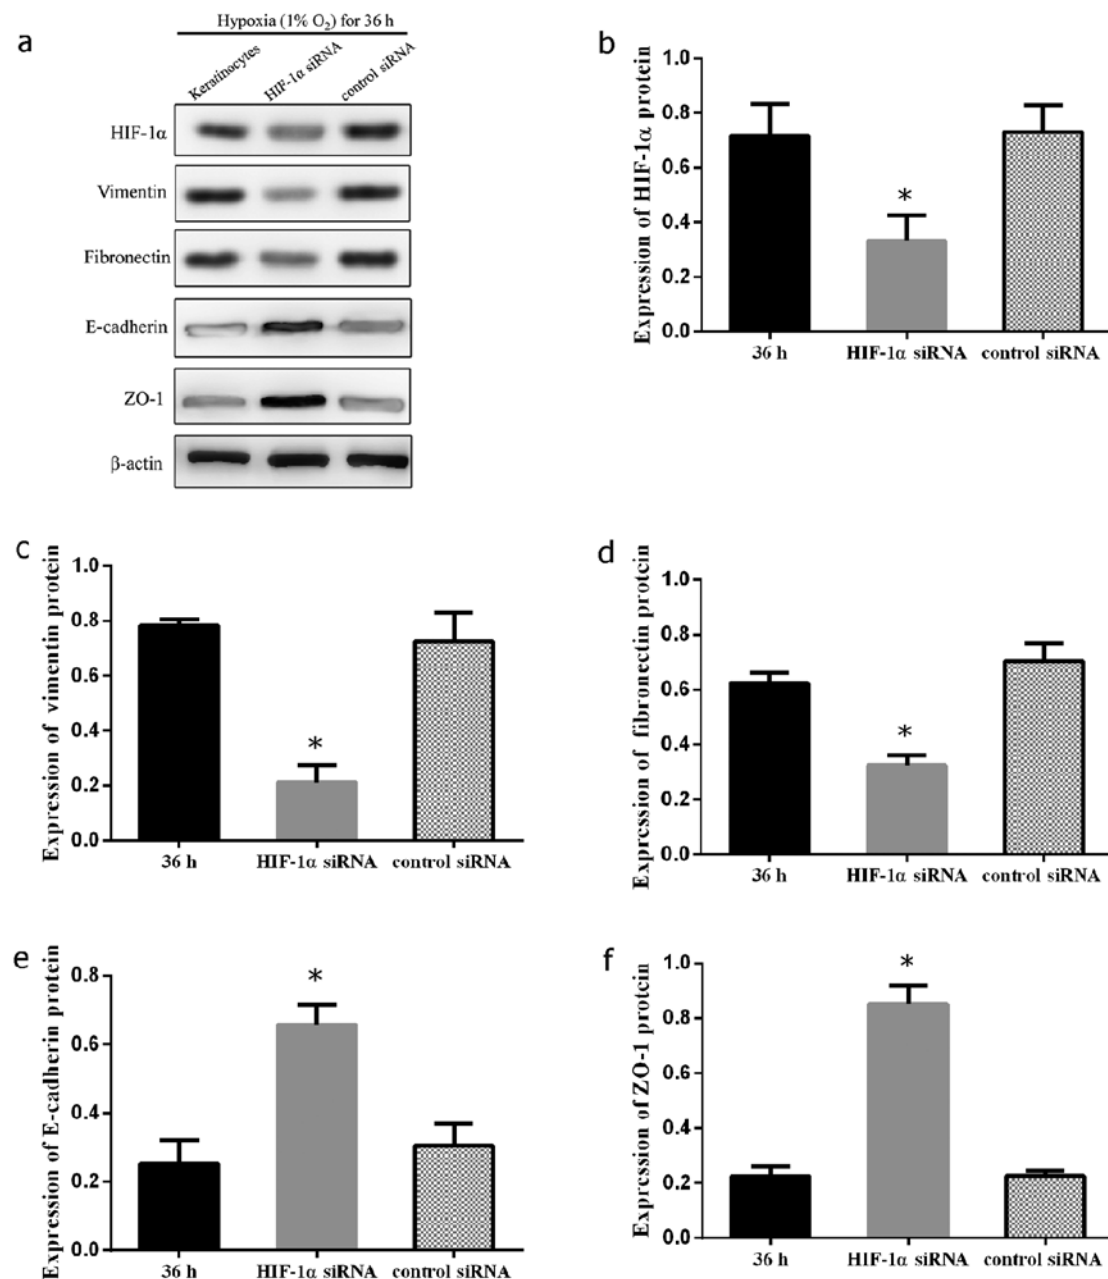 a
Hypoxia (1% O₂) for 36 h
Keratinocytes
HIF-1α siRNA
control siRNA
HIF-1α
Vimentin
Fibronectin
E-cadherin
ZO-1
β-actin
b
Expression of HIF-1α protein
1.0
0.8
0.6
0.4
0.2
0.0
*
36 h HIF-1α siRNA control siRNA
c
Expression of vimentin protein
1.0
0.8
0.6
0.4
0.2
0.0
*
36 h HIF-1α siRNA control siRNA
d
Expression of fibronectin protein
1.0
0.8
0.6
0.4
0.2
0.0
*
36 h HIF-1α siRNA control siRNA
e
Expression of E-cadherin protein
0.8
0.6
0.4
0.2
0.0
*
36 h HIF-1α siRNA control siRNA
f
Expression of ZO-1 protein
1.0
0.8
0.6
0.4
0.2
0.0
*
36 h HIF-1α siRNA control siRNA